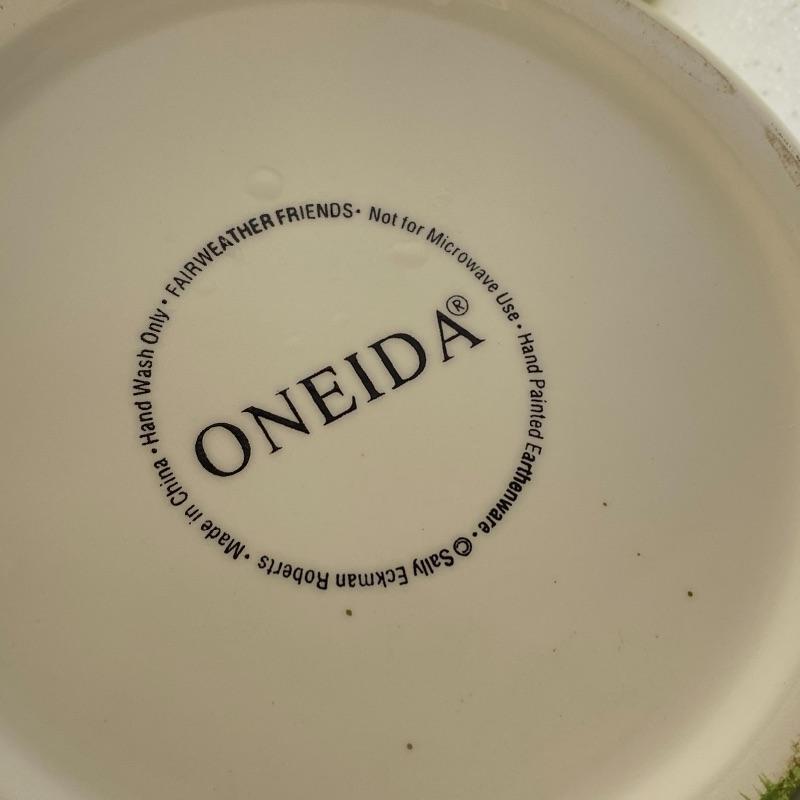 FAIRWEATHER FRIENDS • Not for Microwave Use • Hand Painted Earthenware • © Sally Eckman Roberts • Made in China • Hand Wash Only •
ONEIDA®